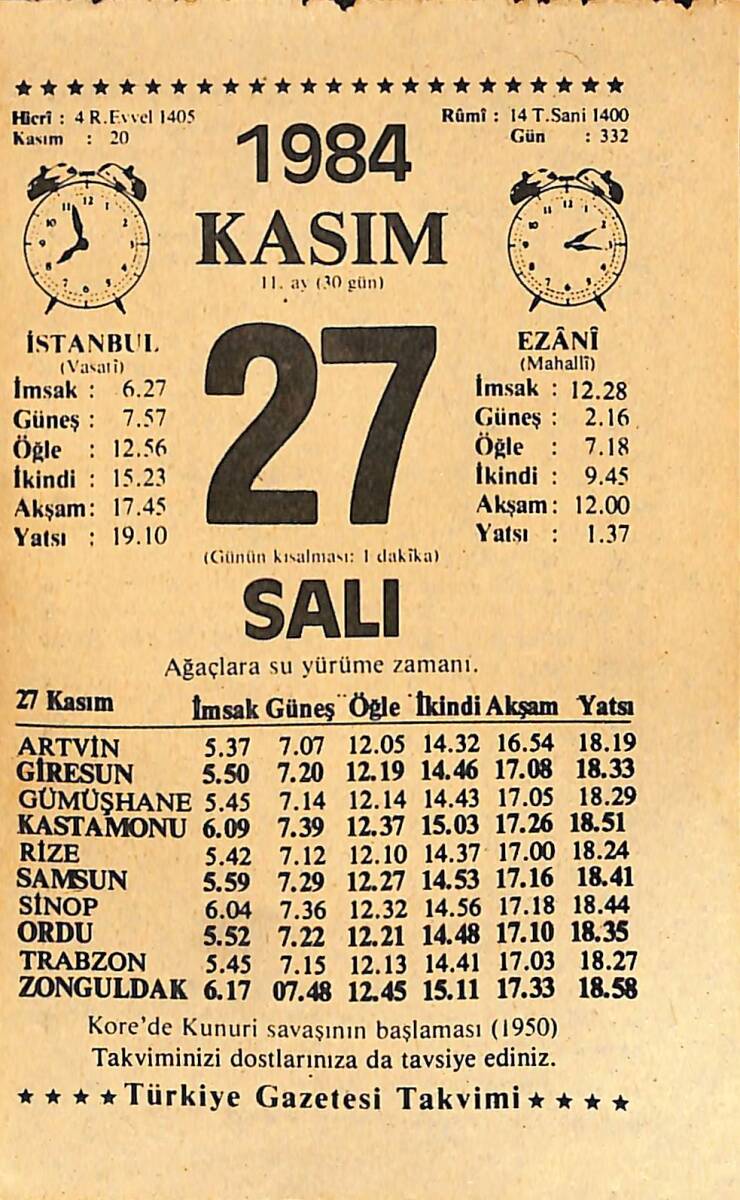 ★ ★ ★ ★ ★ ★ ★ ★ ★ ★ ★ ★ ★ ★ ★ ★ ★ ★ ★ ★ ★ ★ ★ ★
Hicrî : 4 R.Evvel 1405
Kasım : 20
Rûmî : 14 T.Sani 1400
Gün : 332
1984
KASIM
11. ay (30 gün)
27
(Günün kısalması: 1 dakîka)
SALI
İSTANBUL
(Vasatî)
İmsak : 6.27
Güneş : 7.57
Öğle : 12.56
İkindi : 15.23
Akşam: 17.45
Yatsı : 19.10
EZÂNÎ
(Mahallî)
İmsak : 12.28
Güneş : 2.16
Öğle : 7.18
İkindi : 9.45
Akşam: 12.00
Yatsı : 1.37
Ağaçlara su yürüme zamanı.
27 Kasım İmsak Güneş Öğle İkindi Akşam Yatsı
ARTVİN 5.37 7.07 12.05 14.32 16.54 18.19
GİRESUN 5.50 7.20 12.19 14.46 17.08 18.33
GÜMÜŞHANE 5.45 7.14 12.14 14.43 17.05 18.29
KASTAMONU 6.09 7.39 12.37 15.03 17.26 18.51
RİZE 5.42 7.12 12.10 14.37 17.00 18.24
SAMSUN 5.59 7.29 12.27 14.53 17.16 18.41
SİNOP 6.04 7.36 12.32 14.56 17.18 18.44
ORDU 5.52 7.22 12.21 14.48 17.10 18.35
TRABZON 5.45 7.15 12.13 14.41 17.03 18.27
ZONGULDAK 6.17 07.48 12.45 15.11 17.33 18.58
Kore'de Kunuri savaşının başlaması (1950)
Takviminizi dostlarınıza da tavsiye ediniz.
★ ★ ★ ★ Türkiye Gazetesi Takvimi ★ ★ ★ ★